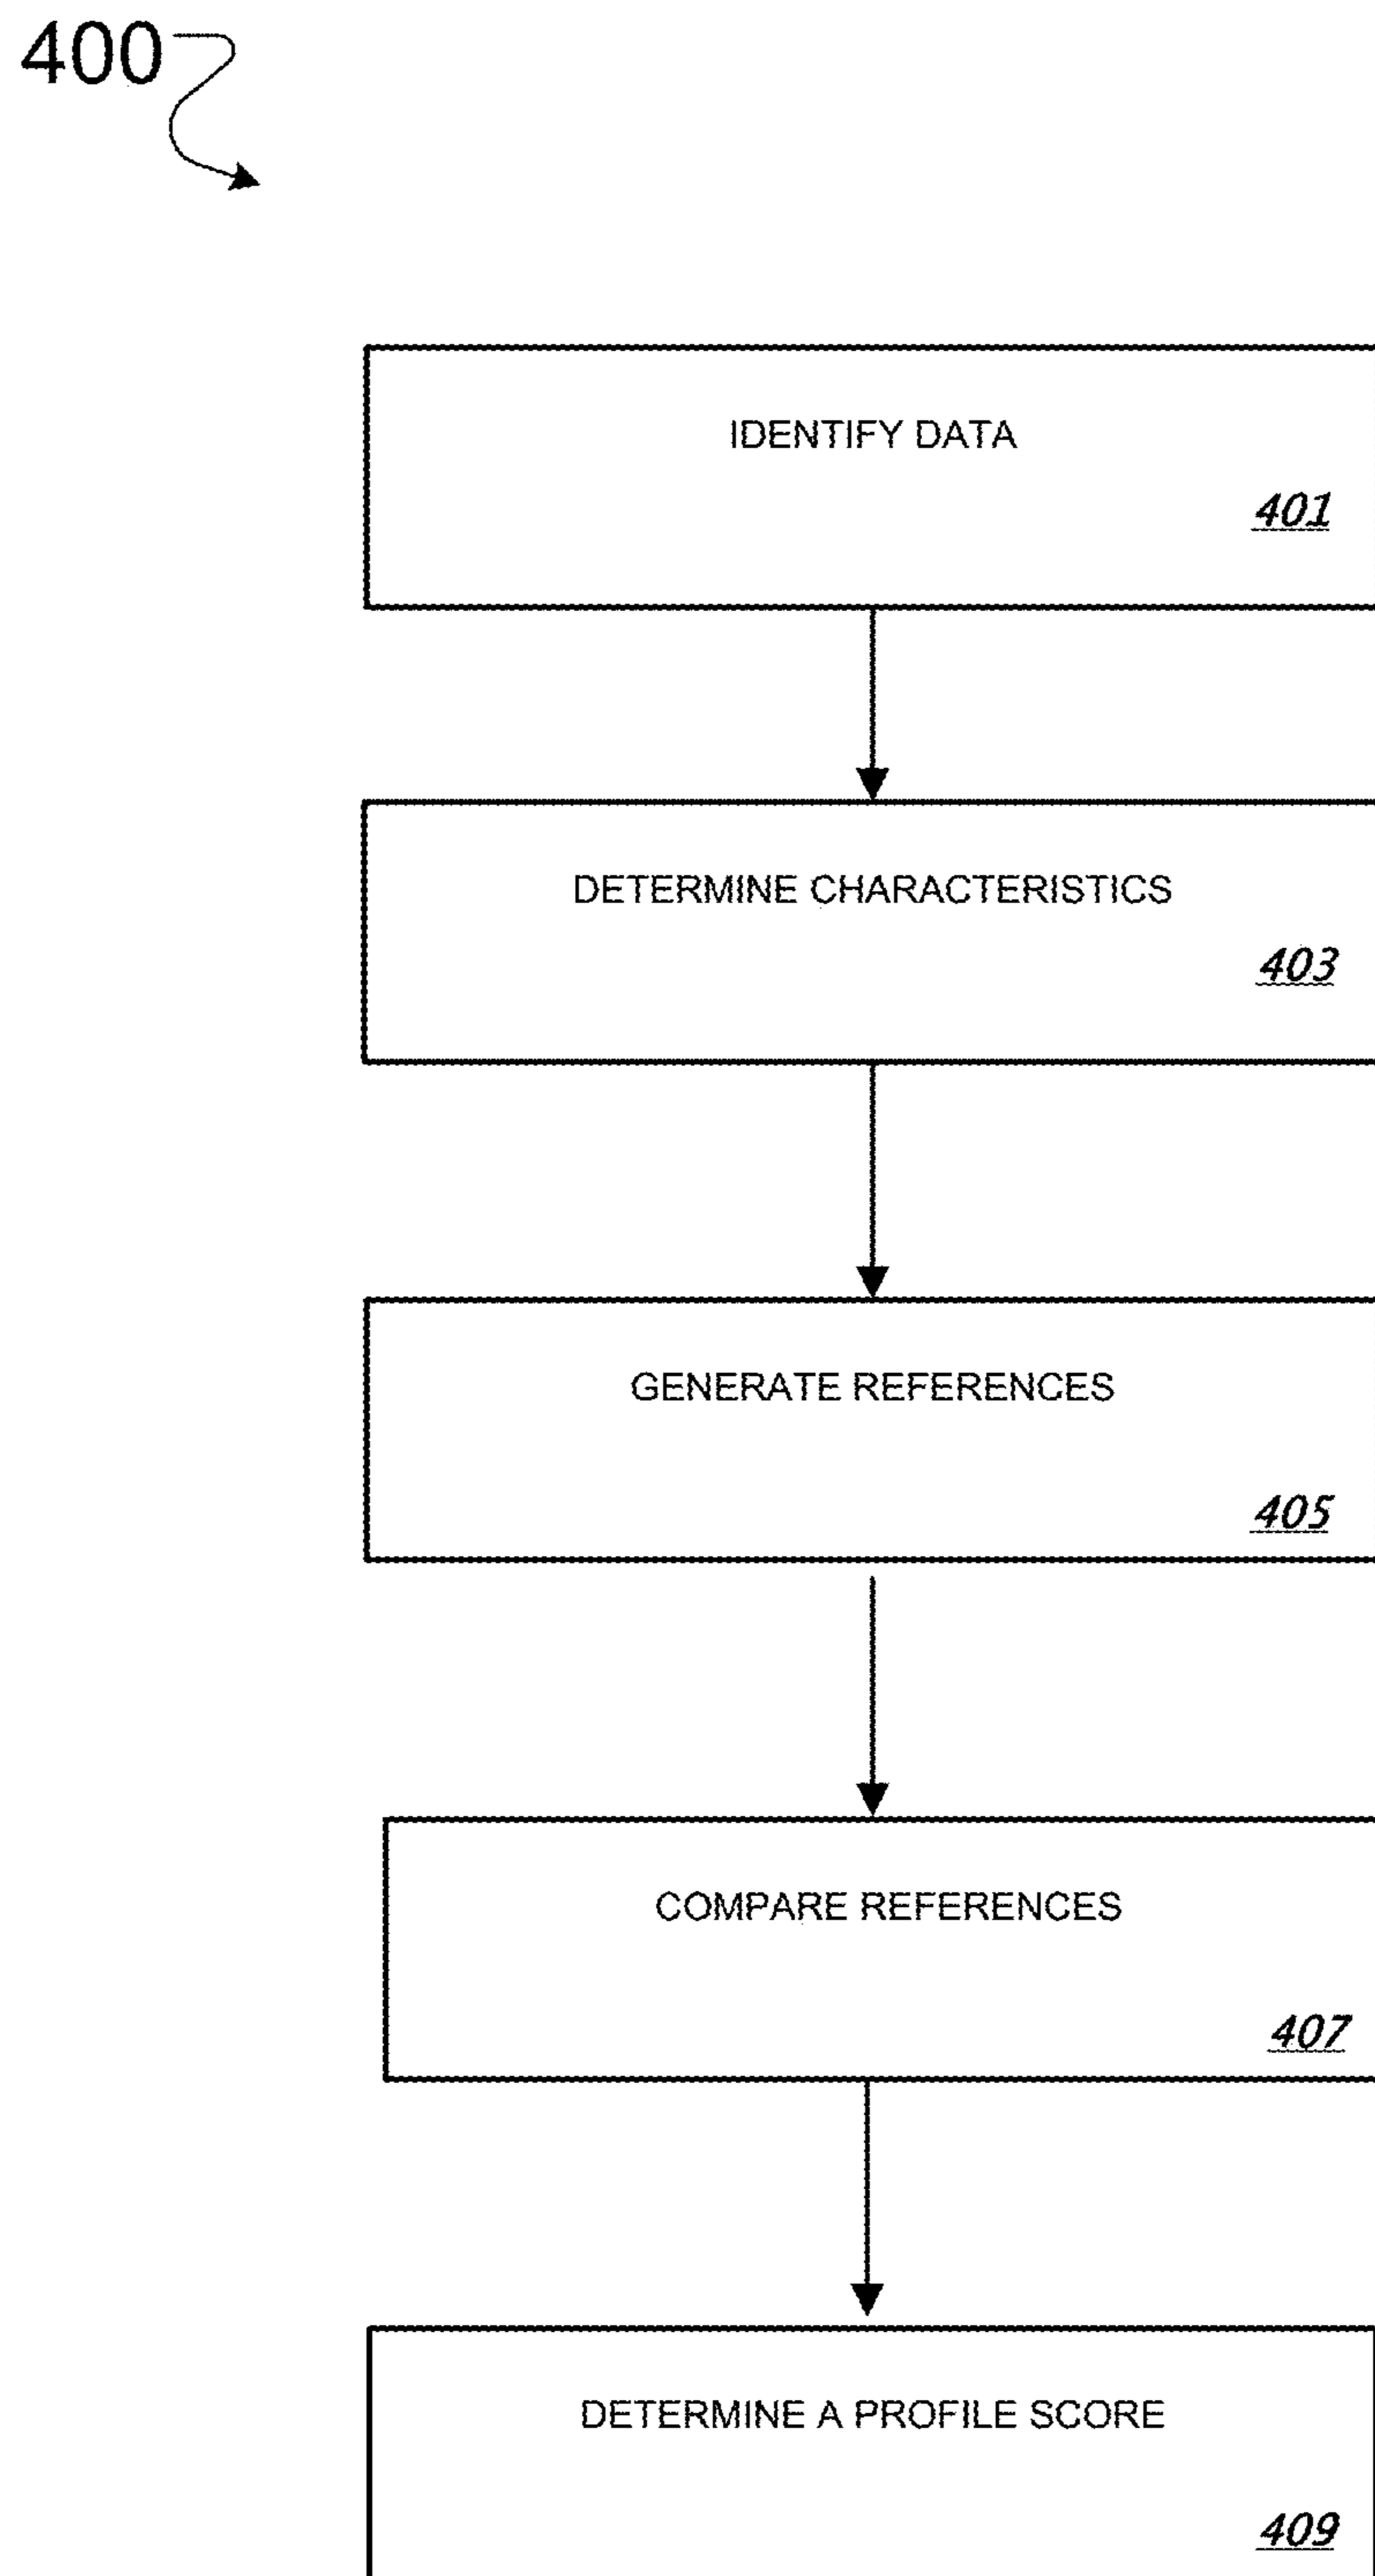 400
IDENTIFY DATA
401
DETERMINE CHARACTERISTICS
403
GENERATE REFERENCES
405
COMPARE REFERENCES
407
DETERMINE A PROFILE SCORE
409